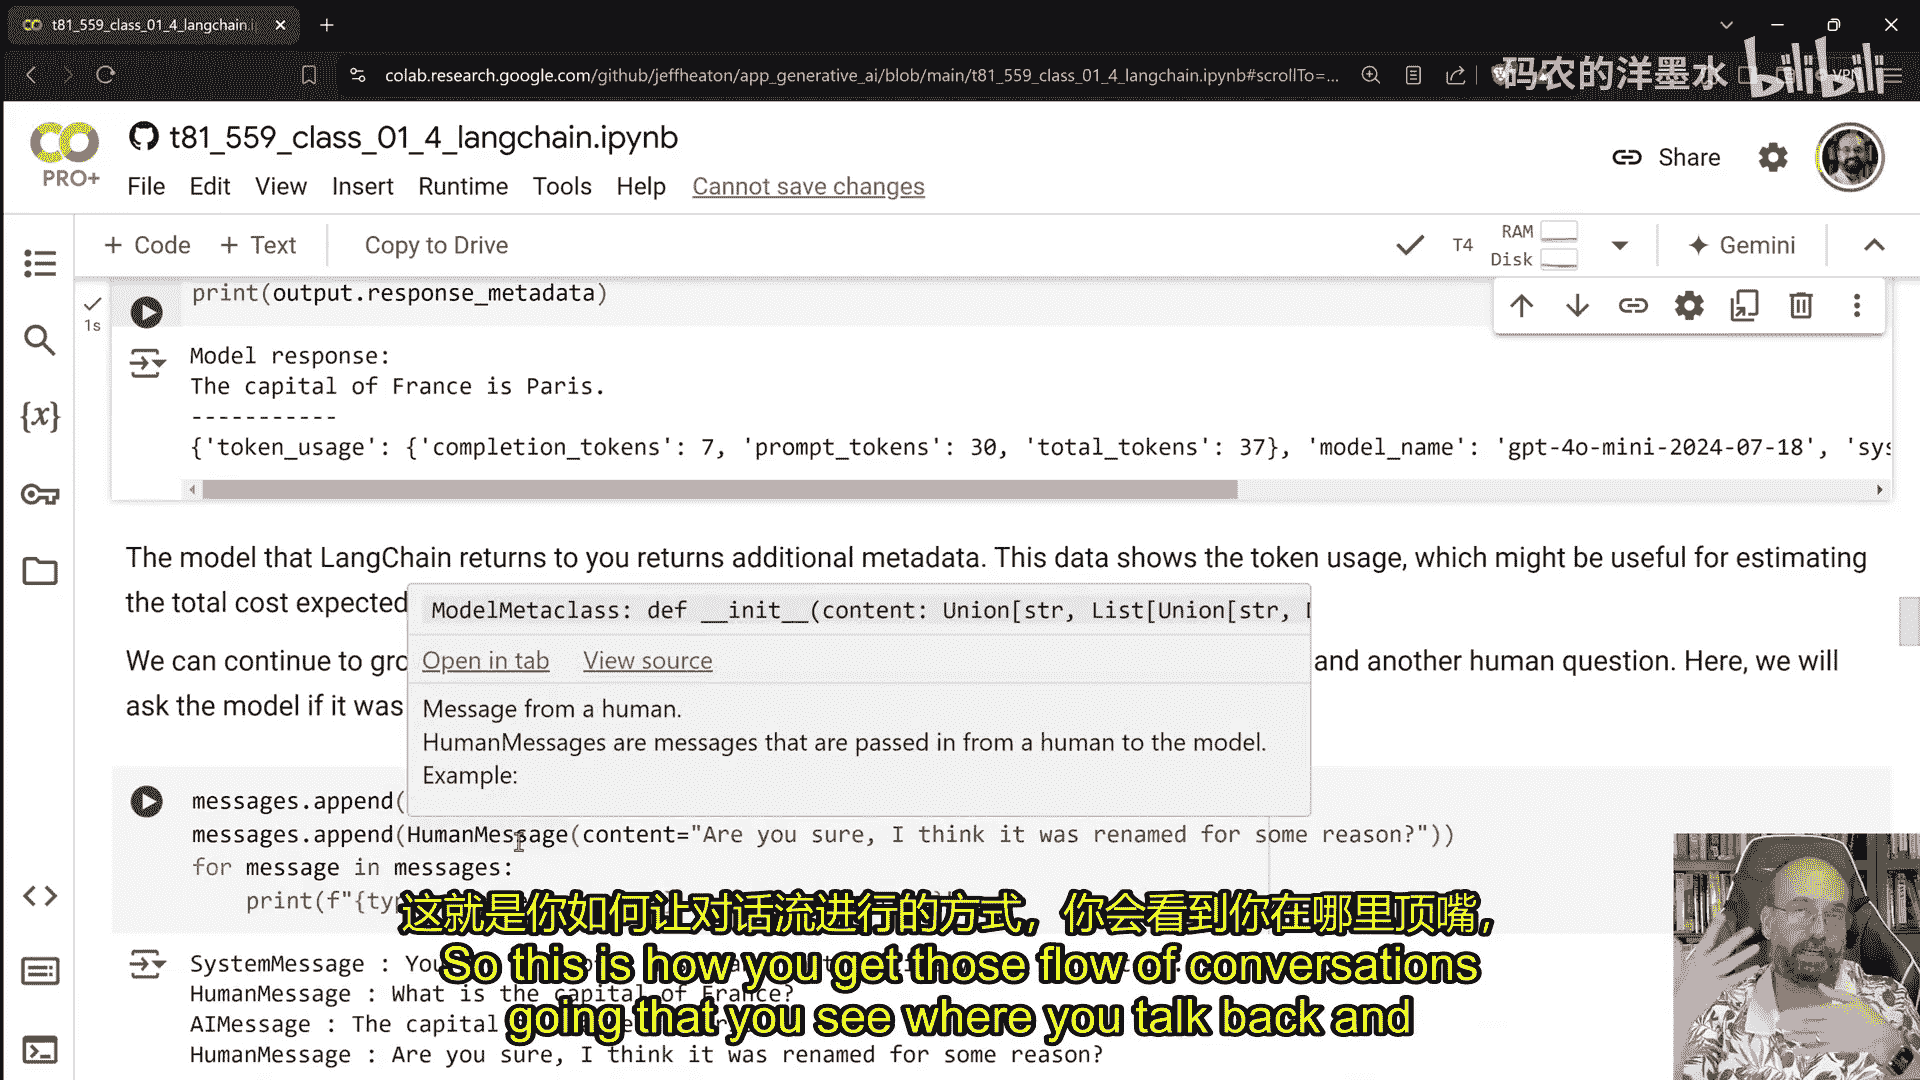 t81_559_class_01_4_langchain.i
colab.research.google.com/github/jeffheaton/app_generative_ai/blob/main/t81_559_class_01_4_langchain.ipynb#scrollTo=...
码农的洋墨水 bilibili
VPN
t81_559_class_01_4_langchain.ipynb
PRO+
File Edit View Insert Runtime Tools Help Cannot save changes
Share
+ Code + Text Copy to Drive
T4 RAM Disk Gemini
print(output.response_metadata)
1s
Model response:
The capital of France is Paris.
-----------
{'token_usage': {'completion_tokens': 7, 'prompt_tokens': 30, 'total_tokens': 37}, 'model_name': 'gpt-4o-mini-2024-07-18', 'sys
The model that LangChain returns to you returns additional metadata. This data shows the token usage, which might be useful for estimating
the total cost expected
ModelMetaclass: def __init__(content: Union[str, List[Union[str,
We can continue to gro
Open in tab View source
and another human question. Here, we will
ask the model if it was
Message from a human.
HumanMessages are messages that are passed in from a human to the model.
Example:
messages.append(
messages.append(HumanMessage(content="Are you sure, I think it was renamed for some reason?"))
for message in messages:
print(f"{ty
这就是你如何让对话流进行的方式，你会看到你在哪里顶嘴，
So this is how you get those flow of conversations
going that you see where you talk back and
SystemMessage : You
HumanMessage : What is the capital of France?
AIMessage : The capital
HumanMessage : Are you sure, I think it was renamed for some reason?